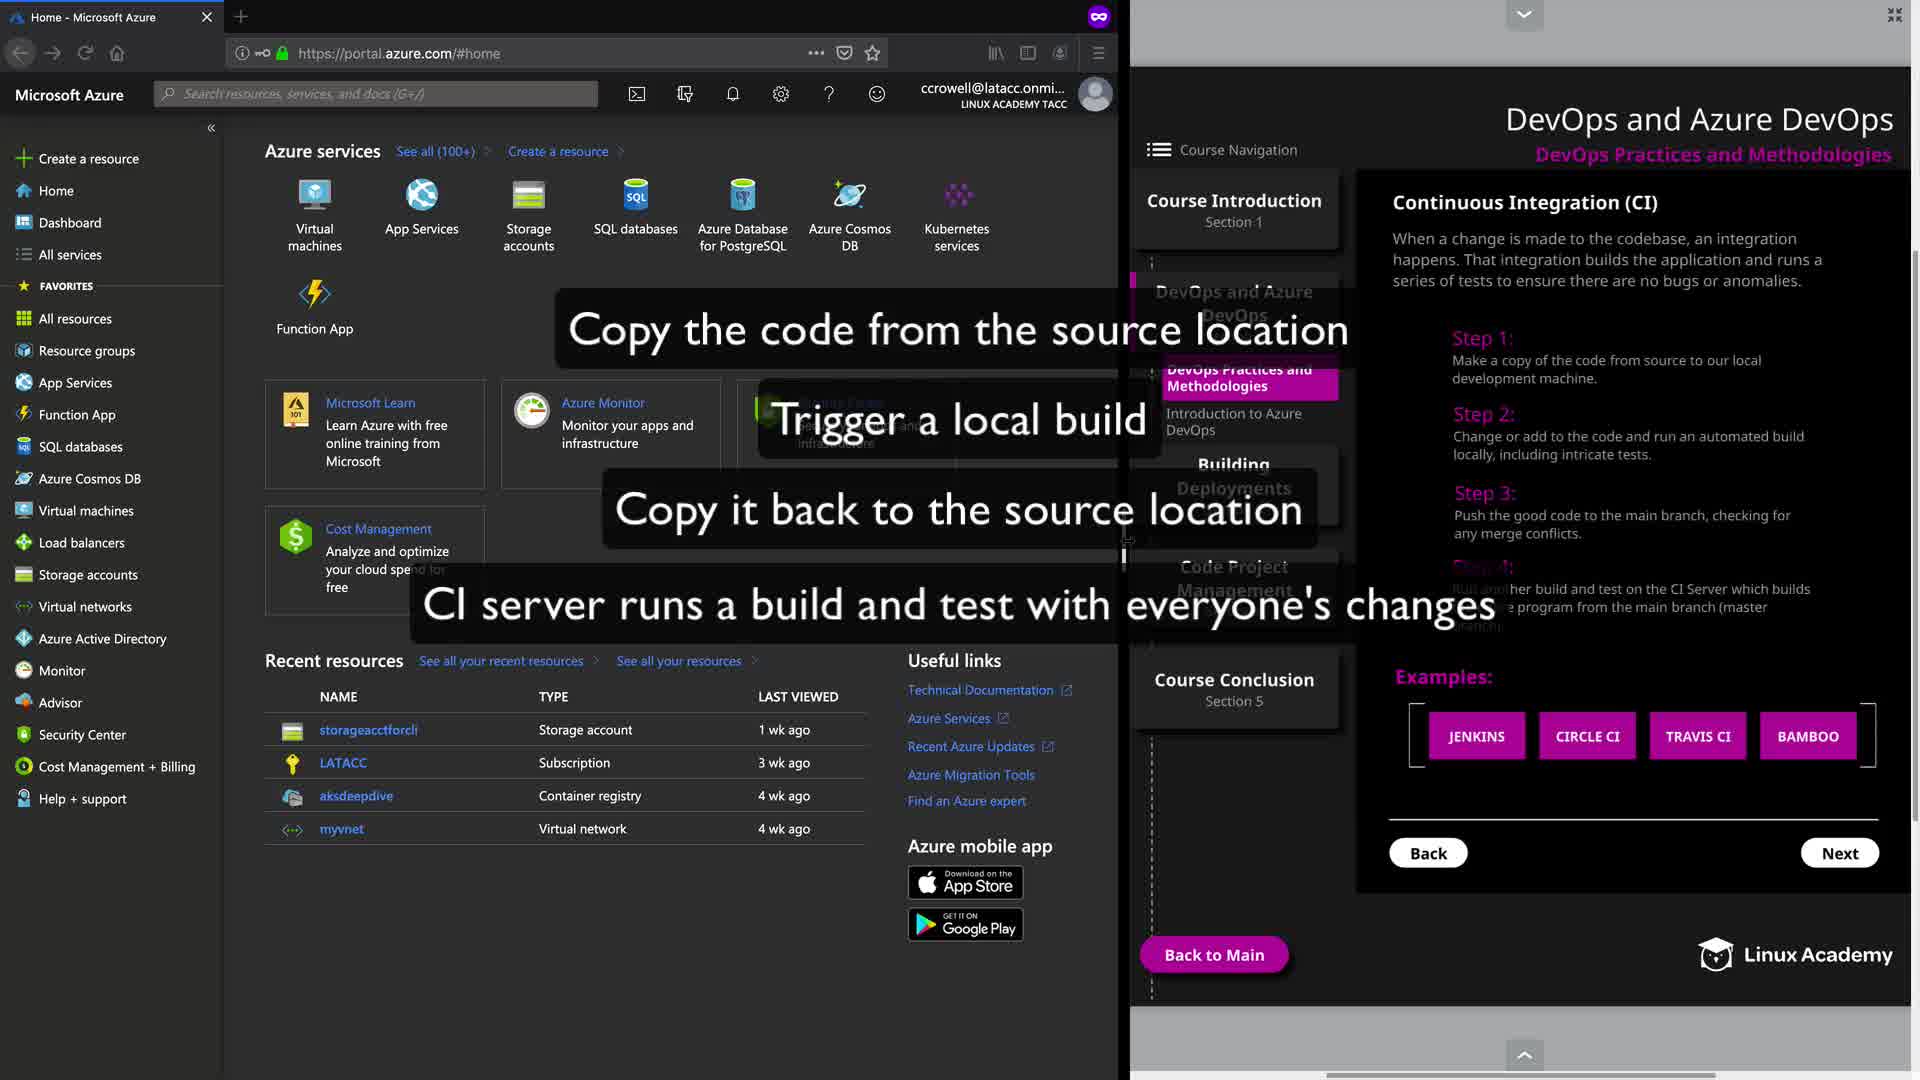 Home - Microsoft Azure
https://portal.azure.com/#home
Microsoft Azure
Search resources, services, and docs (G+/)
ccrowell@latacc.onmi...
LINUX ACADEMY TACC
Create a resource
Home
Dashboard
All services
FAVORITES
All resources
Resource groups
App Services
Function App
SQL databases
Azure Cosmos DB
Virtual machines
Load balancers
Storage accounts
Virtual networks
Azure Active Directory
Monitor
Advisor
Security Center
Cost Management + Billing
Help + support
Azure services
See all (100+)
Create a resource
Virtual
machines
App Services
Storage
accounts
SQL databases
Azure Database
for PostgreSQL
Azure Cosmos
DB
Kubernetes
services
Function App
Microsoft Learn
Learn Azure with free
online training from
Microsoft
Azure Monitor
Monitor your apps and
infrastructure
Cost Management
Analyze and optimize
your cloud spend for
free
Copy the code from the source location
Trigger a local build
Copy it back to the source location
CI server runs a build and test with everyone's changes
Recent resources
See all your recent resources
See all your resources
NAME TYPE LAST VIEWED
storageacctforcli Storage account 1 wk ago
LATACC Subscription 3 wk ago
aksdeepdive Container registry 4 wk ago
myvnet Virtual network 4 wk ago
Useful links
Technical Documentation
Azure Services
Recent Azure Updates
Azure Migration Tools
Find an Azure expert
Azure mobile app
Download on the
App Store
GET IT ON
Google Play
DevOps and Azure DevOps
DevOps Practices and Methodologies
Course Navigation
Course Introduction
Section 1
DevOps and Azure
DevOps
DevOps Practices and
Methodologies
Introduction to Azure
DevOps
Building
Deployments
Code Project
Management
Course Conclusion
Section 5
Back to Main
Continuous Integration (CI)
When a change is made to the codebase, an integration
happens. That integration builds the application and runs a
series of tests to ensure there are no bugs or anomalies.
Step 1:
Make a copy of the code from source to our local
development machine.
Step 2:
Change or add to the code and run an automated build
locally, including intricate tests.
Step 3:
Push the good code to the main branch, checking for
any merge conflicts.
Step 4:
Run another build and test on the CI Server which builds
program from the main branch (master
branch).
Examples:
JENKINS
CIRCLE CI
TRAVIS CI
BAMBOO
Back
Next
Linux Academy